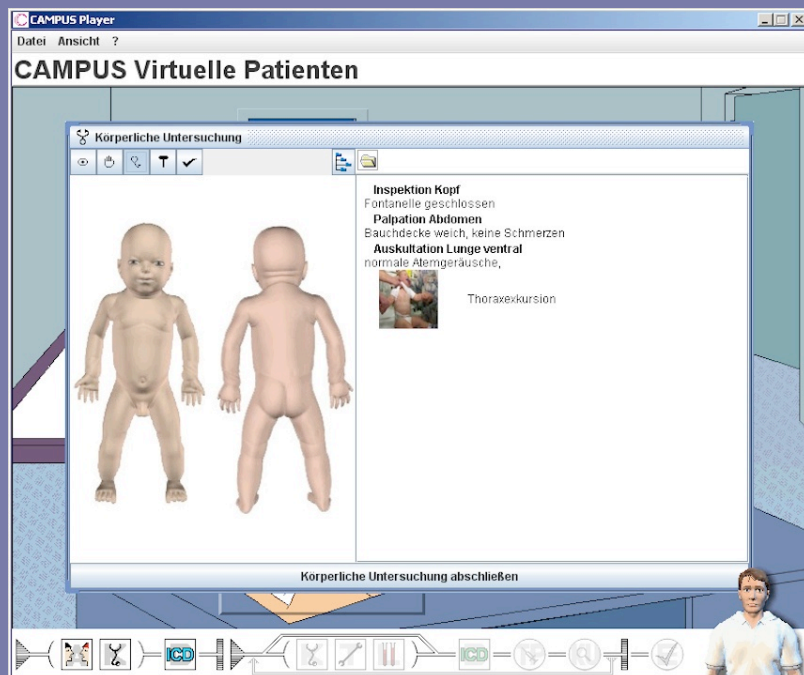 CAMPUS Player
Datei Ansicht ?
CAMPUS Virtuelle Patienten
Körperliche Untersuchung
Inspektion Kopf
Fontanelle geschlossen
Palpation Abdomen
Bauchdecke weich, keine Schmerzen
Auskultation Lunge ventral
normale Atemgeräusche,
Thoraxexkursion
Körperliche Untersuchung abschließen
ICD
ICD